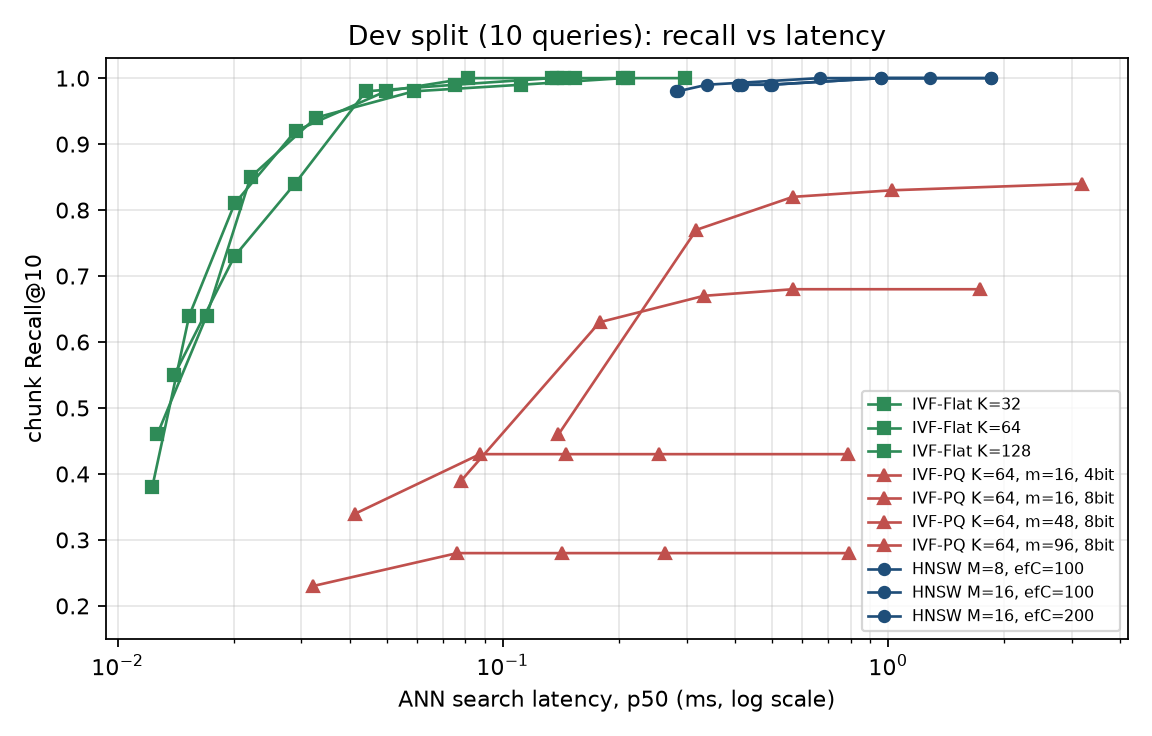 Dev split (10 queries): recall vs latency
chunk Recall@10
1.0
0.9
0.8
0.7
0.6
0.5
0.4
0.3
0.2
IVF-Flat K=32
IVF-Flat K=64
IVF-Flat K=128
IVF-PQ K=64, m=16, 4bit
IVF-PQ K=64, m=16, 8bit
IVF-PQ K=64, m=48, 8bit
IVF-PQ K=64, m=96, 8bit
HNSW M=8, efC=100
HNSW M=16, efC=100
HNSW M=16, efC=200
10⁻² 10⁻¹ 10⁰
ANN search latency, p50 (ms, log scale)